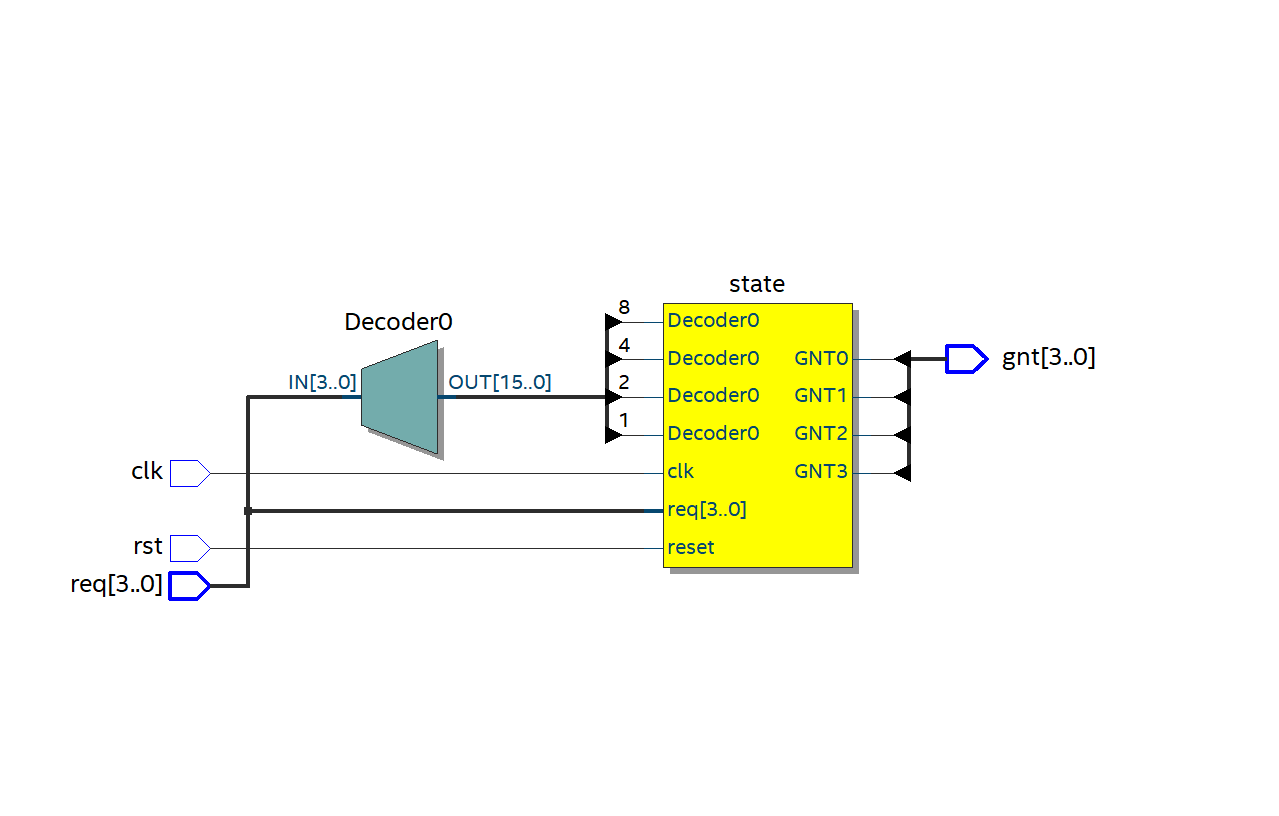 state
8
Decoder0
Decoder0
4
Decoder0 GNT0 gnt[3..0]
IN[3..0] OUT[15..0] 2
Decoder0 GNT1
1
Decoder0 GNT2
clk clk GNT3
req[3..0]
rst reset
req[3..0]